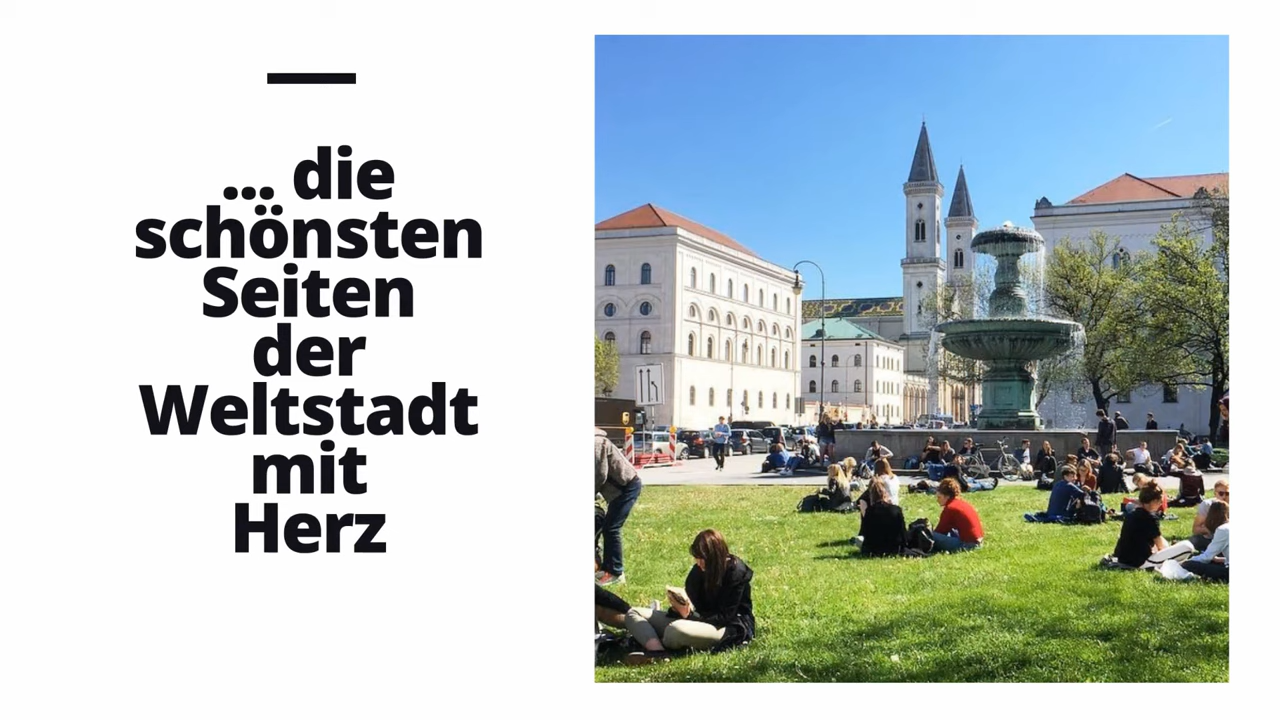 ... die
schönsten
Seiten
der
Weltstadt
mit
Herz